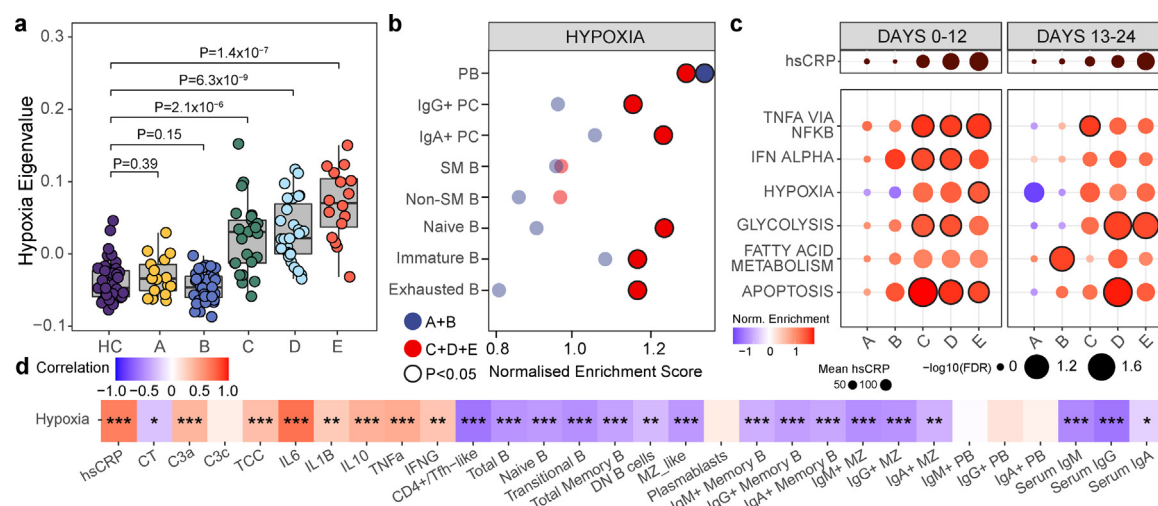 a
0.3
0.2
0.1
0.0
−0.1
Hypoxia Eigenvalue
P=1.4x10-7
P=6.3x10-9
P=2.1x10-6
P=0.15
P=0.39
HC
A
B
C
D
E
b
HYPOXIA
PB
IgG+ PC
IgA+ PC
SM B
Non-SM B
Naive B
Immature B
Exhausted B
A+B
C+D+E
P<0.05
1.0
1.2
Normalised Enrichment Score
c
DAYS 0-12
DAYS 13-24
hsCRP
TNFA VIA
NFKB
IFN ALPHA
HYPOXIA
GLYCOLYSIS
FATTY ACID
METABOLISM
APOPTOSIS
Norm. Enrichment
−1 0 1
A
B
C
D
E
A
B
C
D
E
Mean hsCRP
50 100
−log10(FDR) 0 1.2 1.6
d
Correlation
−1.0 −0.5 0.0 0.5 1.0
Hypoxia
*** * *** *** *** ** *** *** ** *** *** *** *** *** ** *** *** *** *** *** *** ** *** *** *
hsCRP
CT
C3a
C3c
TCC
IL6
IL1B
IL10
TNFa
IFNG
CD4+/Tfh-like
Total B
Naive B
Transitional B
Total Memory B
DN B cells
MZ_like
Plasmablasts
IgM+ Memory B
IgG+ Memory B
IgA+ Memory B
IgM+ MZ
IgG+ MZ
IgA+ MZ
IgM+ PB
IgG+ PB
IgA+ PB
Serum IgM
Serum IgG
Serum IgA